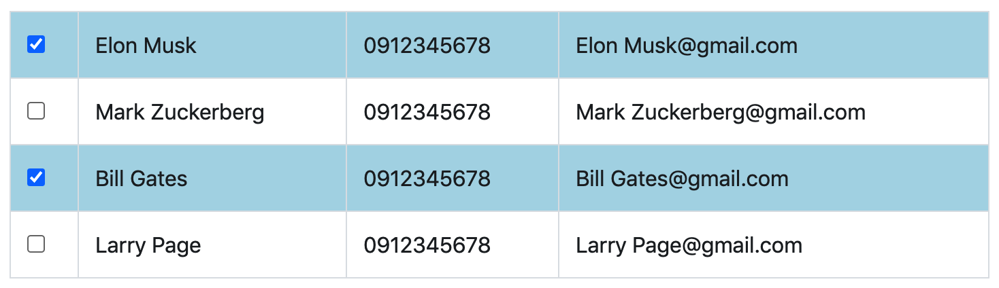 Elon Musk 0912345678 Elon Musk@gmail.com
Mark Zuckerberg 0912345678 Mark Zuckerberg@gmail.com
Bill Gates 0912345678 Bill Gates@gmail.com
Larry Page 0912345678 Larry Page@gmail.com